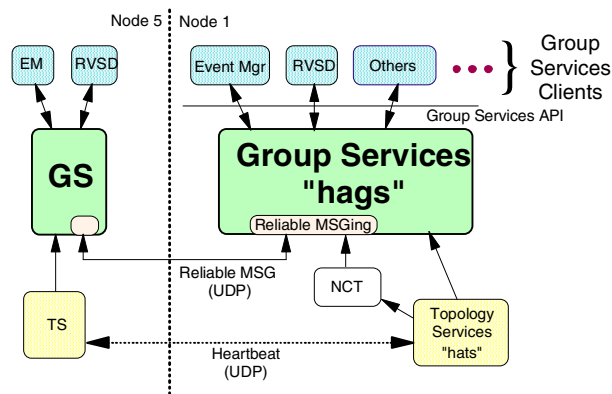 Node 5
Node 1
EM
RVSD
Event Mgr
RVSD
Others
Group
Services
Clients
Group Services API
GS
Group Services
"hags"
Reliable MSGing
Reliable MSG
(UDP)
NCT
TS
Topology
Services
"hats"
Heartbeat
(UDP)